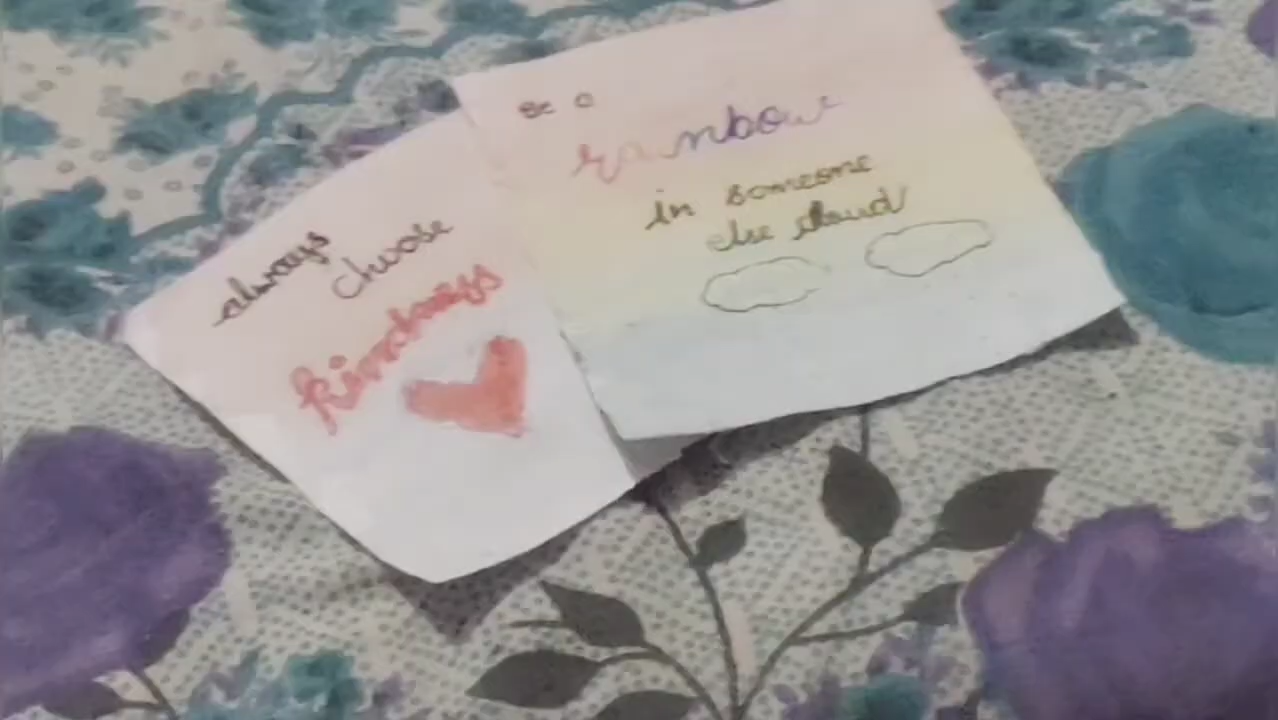 always
choose
kindness
Be a
rainbow
in someone
else cloud